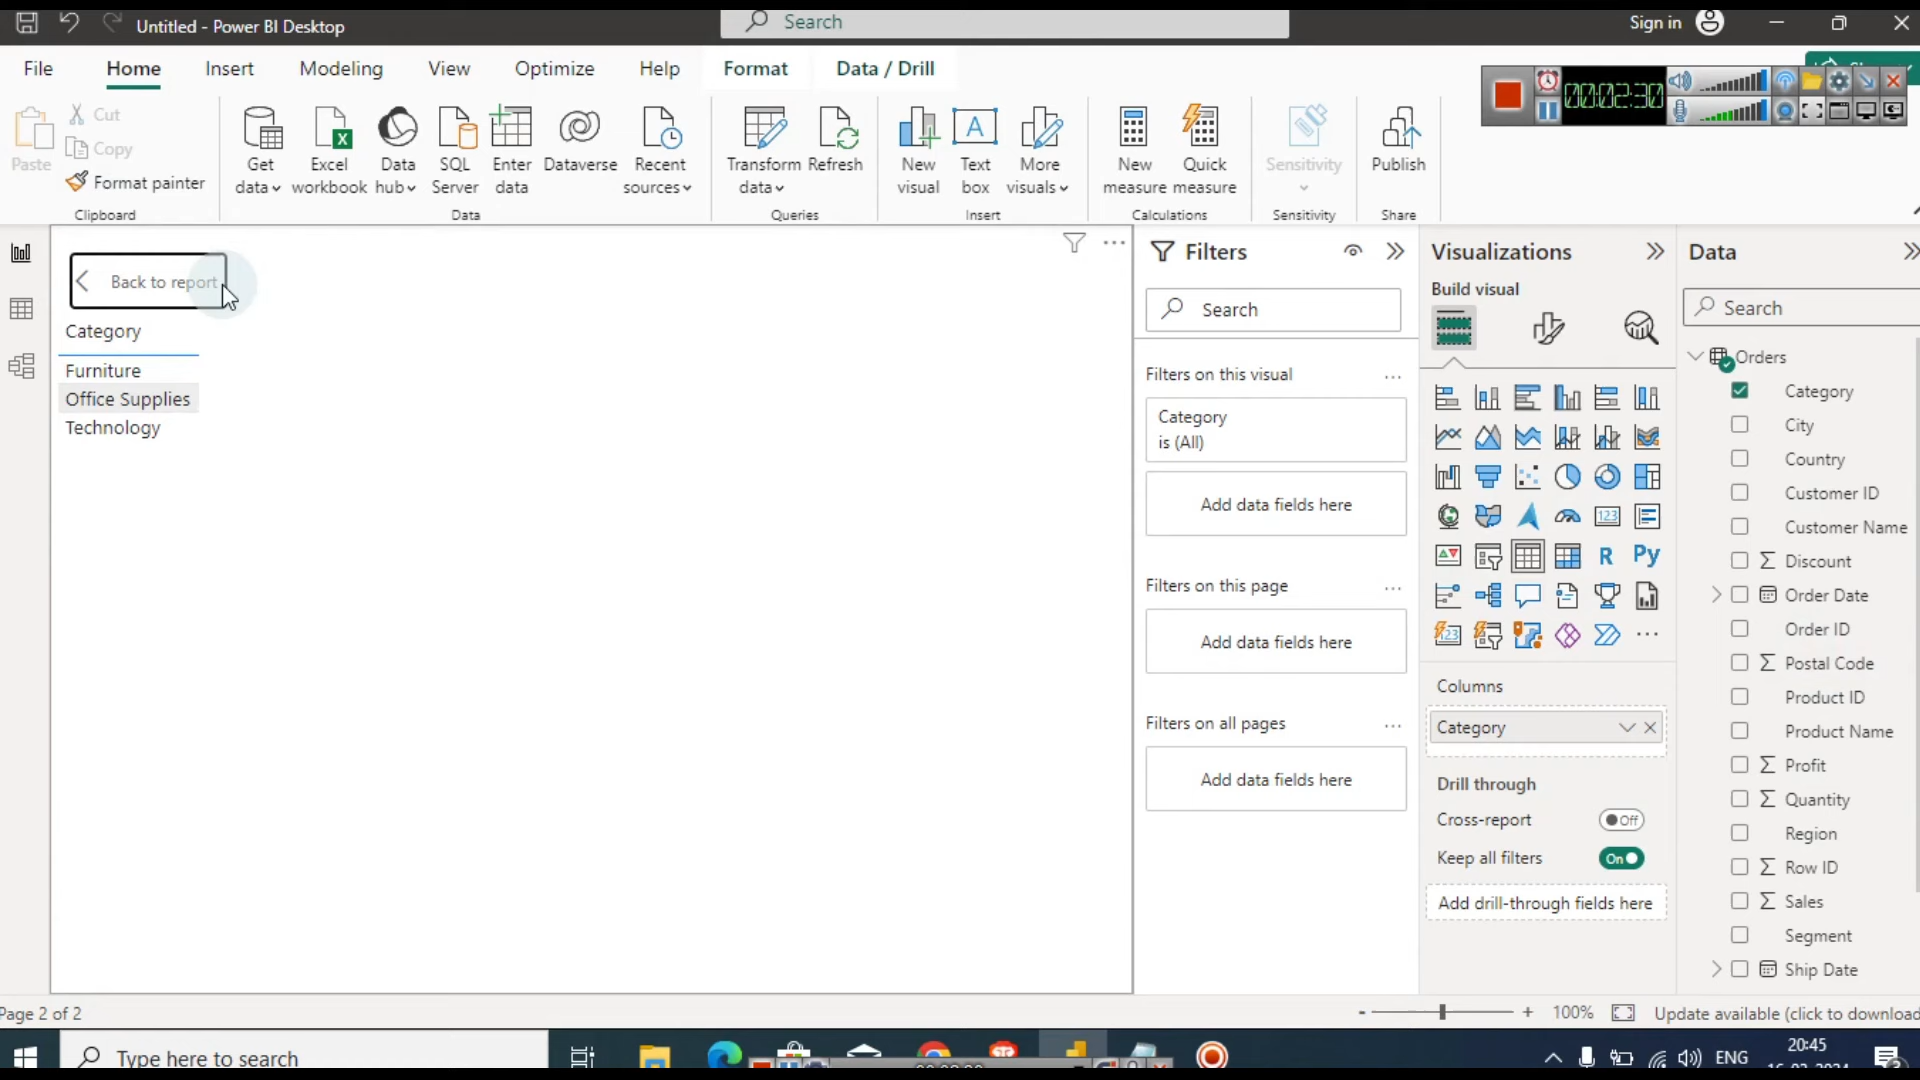 Untitled - Power BI Desktop
Search
Sign in
File
Home
Insert
Modeling
View
Optimize
Help
Format
Data / Drill
00:02:30
Paste
Cut
Copy
Format painter
Clipboard
Get data
Excel workbook
Data hub
SQL Server
Enter data
Dataverse
Recent sources
Data
Transform data
Refresh
Queries
New visual
Text box
More visuals
Insert
New measure
Quick measure
Calculations
Sensitivity
Sensitivity
Publish
Share
Back to report
Category
Furniture
Office Supplies
Technology
Filters
Search
Filters on this visual
Category
is (All)
Add data fields here
Filters on this page
Add data fields here
Filters on all pages
Add data fields here
Visualizations
Build visual
123
R
Py
123
Columns
Category
Drill through
Cross-report
Off
Keep all filters
On
Add drill-through fields here
Data
Search
Orders
Category
City
Country
Customer ID
Customer Name
Discount
Order Date
Order ID
Postal Code
Product ID
Product Name
Profit
Quantity
Region
Row ID
Sales
Segment
Ship Date
Page 2 of 2
- + 100%
Update available (click to download
Type here to search
ENG
20:45